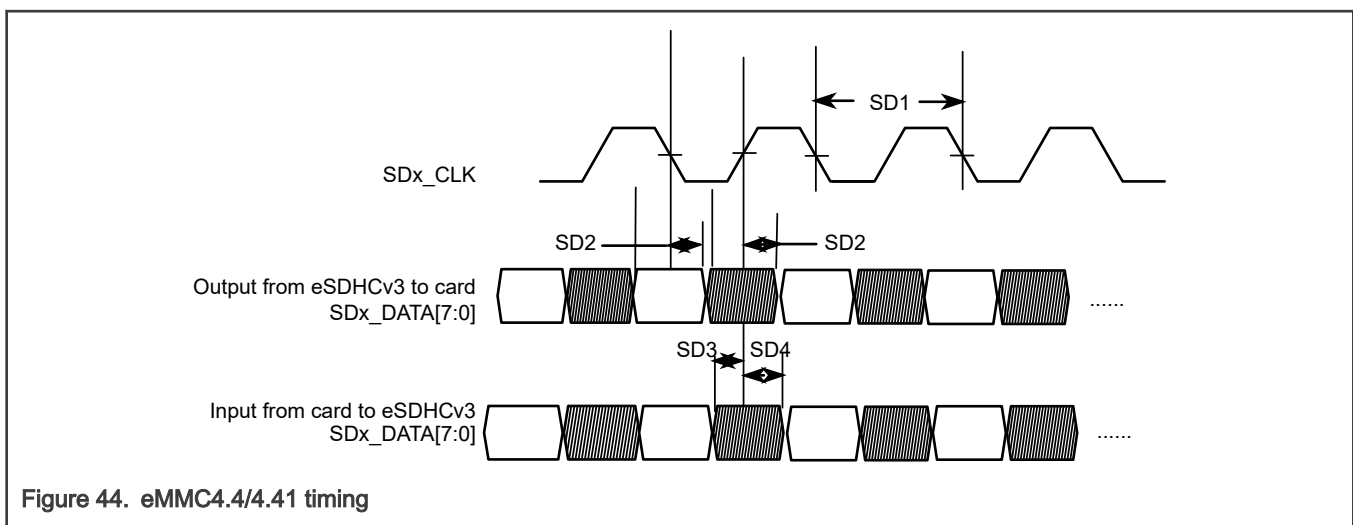 SD1
SDx_CLK
SD2
SD2
Output from eSDHCv3 to card
SDx_DATA[7:0]
......
SD3 SD4
Input from card to eSDHCv3
SDx_DATA[7:0]
......
Figure 44. eMMC4.4/4.41 timing